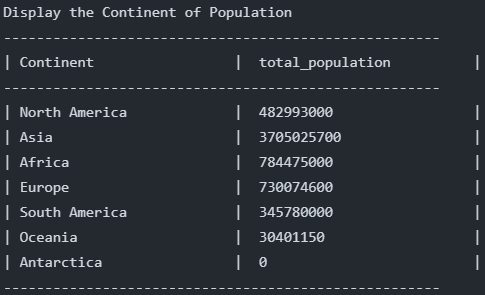 Display the Continent of Population
-----------------------------------------------------
| Continent                 |  total_population          |
-----------------------------------------------------
| North America             |  482993000                 |
| Asia                      |  3705025700                |
| Africa                    |  784475000                 |
| Europe                    |  730074600                 |
| South America             |  345780000                 |
| Oceania                   |  30401150                  |
| Antarctica                |  0                         |
-----------------------------------------------------